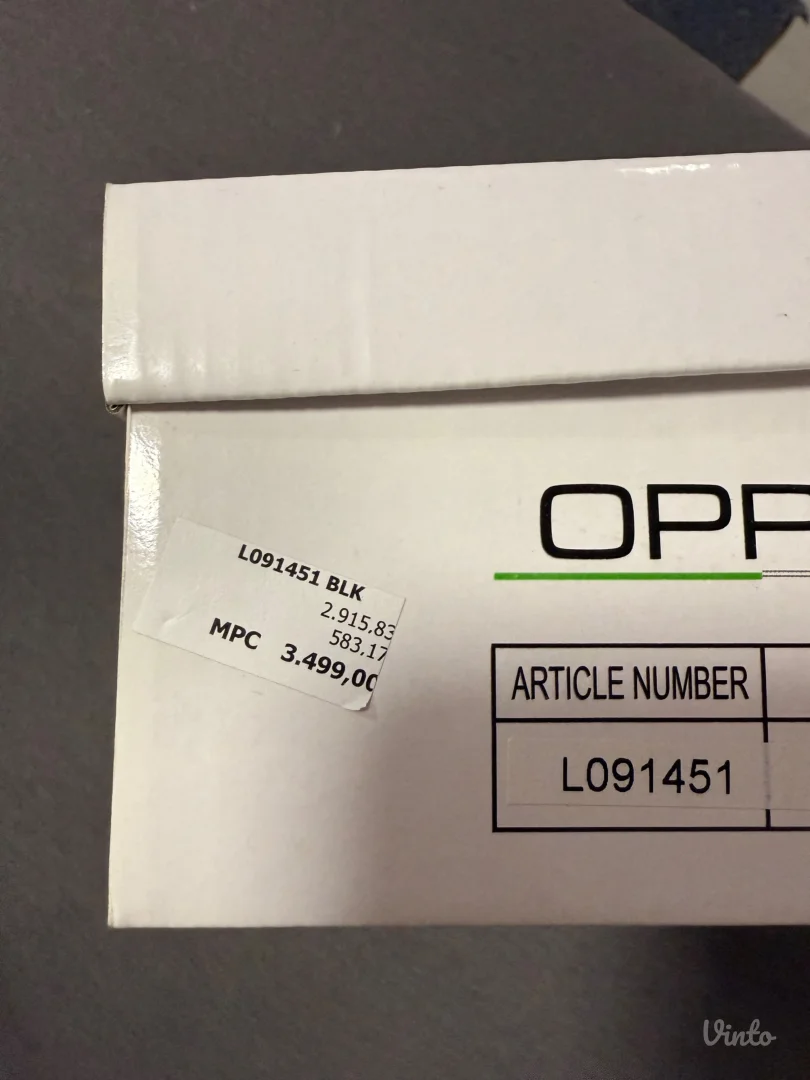 L091451 BLK
2.915,83
583,17
MPC 3.499,00
OPP
ARTICLE NUMBER
L091451
Vinto